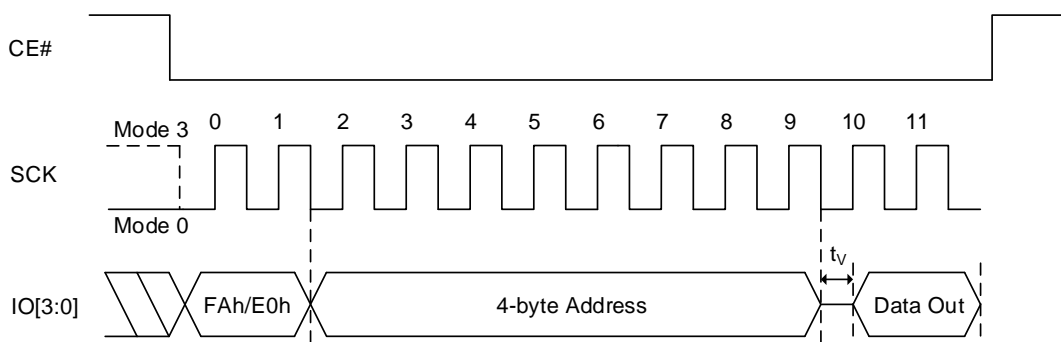 CE#
Mode 3
0 1 2 3 4 5 6 7 8 9 10 11
SCK
Mode 0
tV
IO[3:0]
FAh/E0h
4-byte Address
Data Out